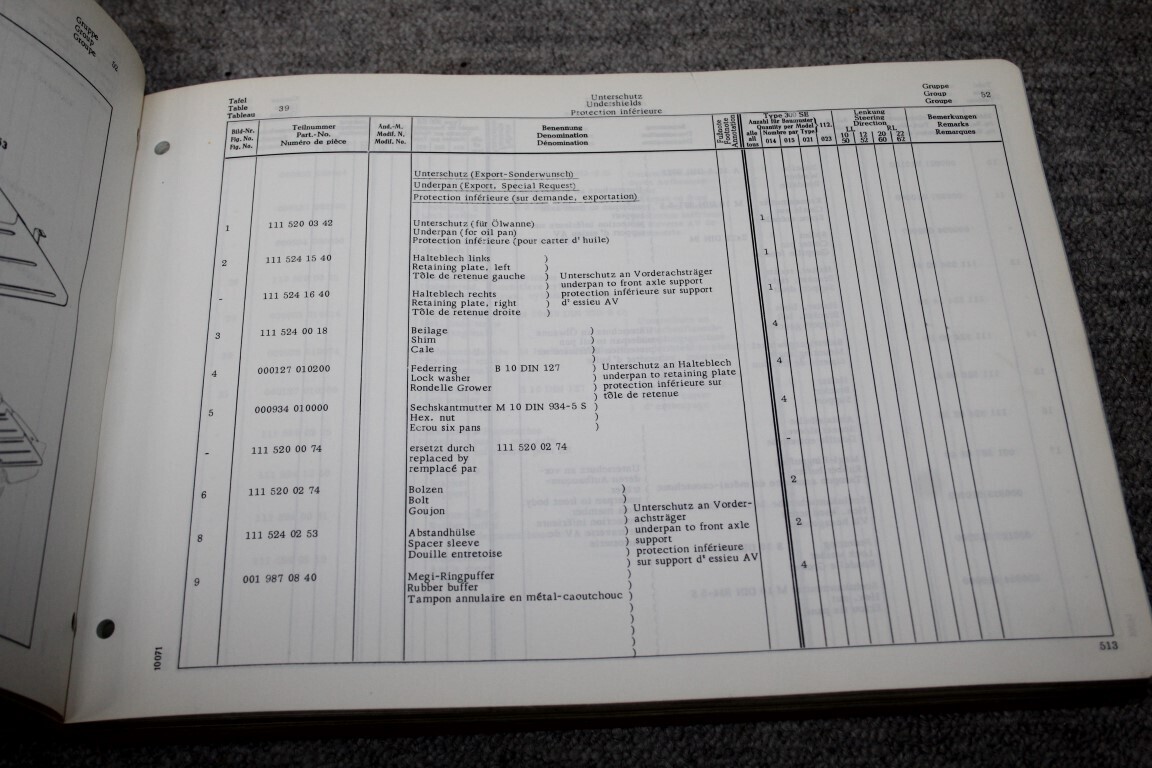 Gruppe
Group
Groupe
52
53
Tafel
Table
Tableau
39
Unterschutz
Undershields
Protection inférieure
Gruppe
Group
Groupe
52
Bild-Nr.
Fig. No.
Fig. No.
Teilnummer
Part.-No.
Numéro de pièce
Änd.-M.
Modif. N.
Modif. No.
Benennung
Denomination
Dénomination
Fußnote
Footnote
Annotation
Type 300 SE
Anzahl für Baumuster
Quantity per Model
Nombre par Type
112.
alle
all
tous
014 015 021 023
Lenkung
Steering
Direction
LL RL
10 12 20 22
50 52 60 62
Bemerkungen
Remarks
Remarques
Unterschutz (Export-Sonderwunsch)
Underpan (Export, Special Request)
Protection inférieure (sur demande, exportation)
1 111 520 03 42 Unterschutz (für Ölwanne) 1
Underpan (for oil pan)
Protection inférieure (pour carter d'huile)
2 111 524 15 40 Halteblech links ) 1
Retaining plate, left )
Tôle de retenue gauche ) Unterschutz an Vorderachsträger
) underpan to front axle support
- 111 524 16 40 Halteblech rechts ) protection inférieure sur support 1
Retaining plate, right ) d'essieu AV
Tôle de retenue droite )
3 111 524 00 18 Beilage ) 4
Shim )
Cale )
)
4 000127 010200 Federring B 10 DIN 127 ) Unterschutz an Halteblech 4
Lock washer ) underpan to retaining plate
Rondelle Grower ) protection inférieure sur
) tôle de retenue
5 000934 010000 Sechskantmutter M 10 DIN 934-5 S ) 4
Hex. nut )
Ecrou six pans )
- 111 520 00 74 ersetzt durch 111 520 02 74 -
replaced by
remplacé par
6 111 520 02 74 Bolzen ) 2
Bolt )
Goujon ) Unterschutz an Vorder-
) achsträger
8 111 524 02 53 Abstandhülse ) underpan to front axle 2
Spacer sleeve ) support
Douille entretoise ) protection inférieure
) sur support d'essieu AV
9 001 987 08 40 Megi-Ringpuffer ) 4
Rubber buffer )
Tampon annulaire en métal-caoutchouc )
)
)
)
)
)
10071
513